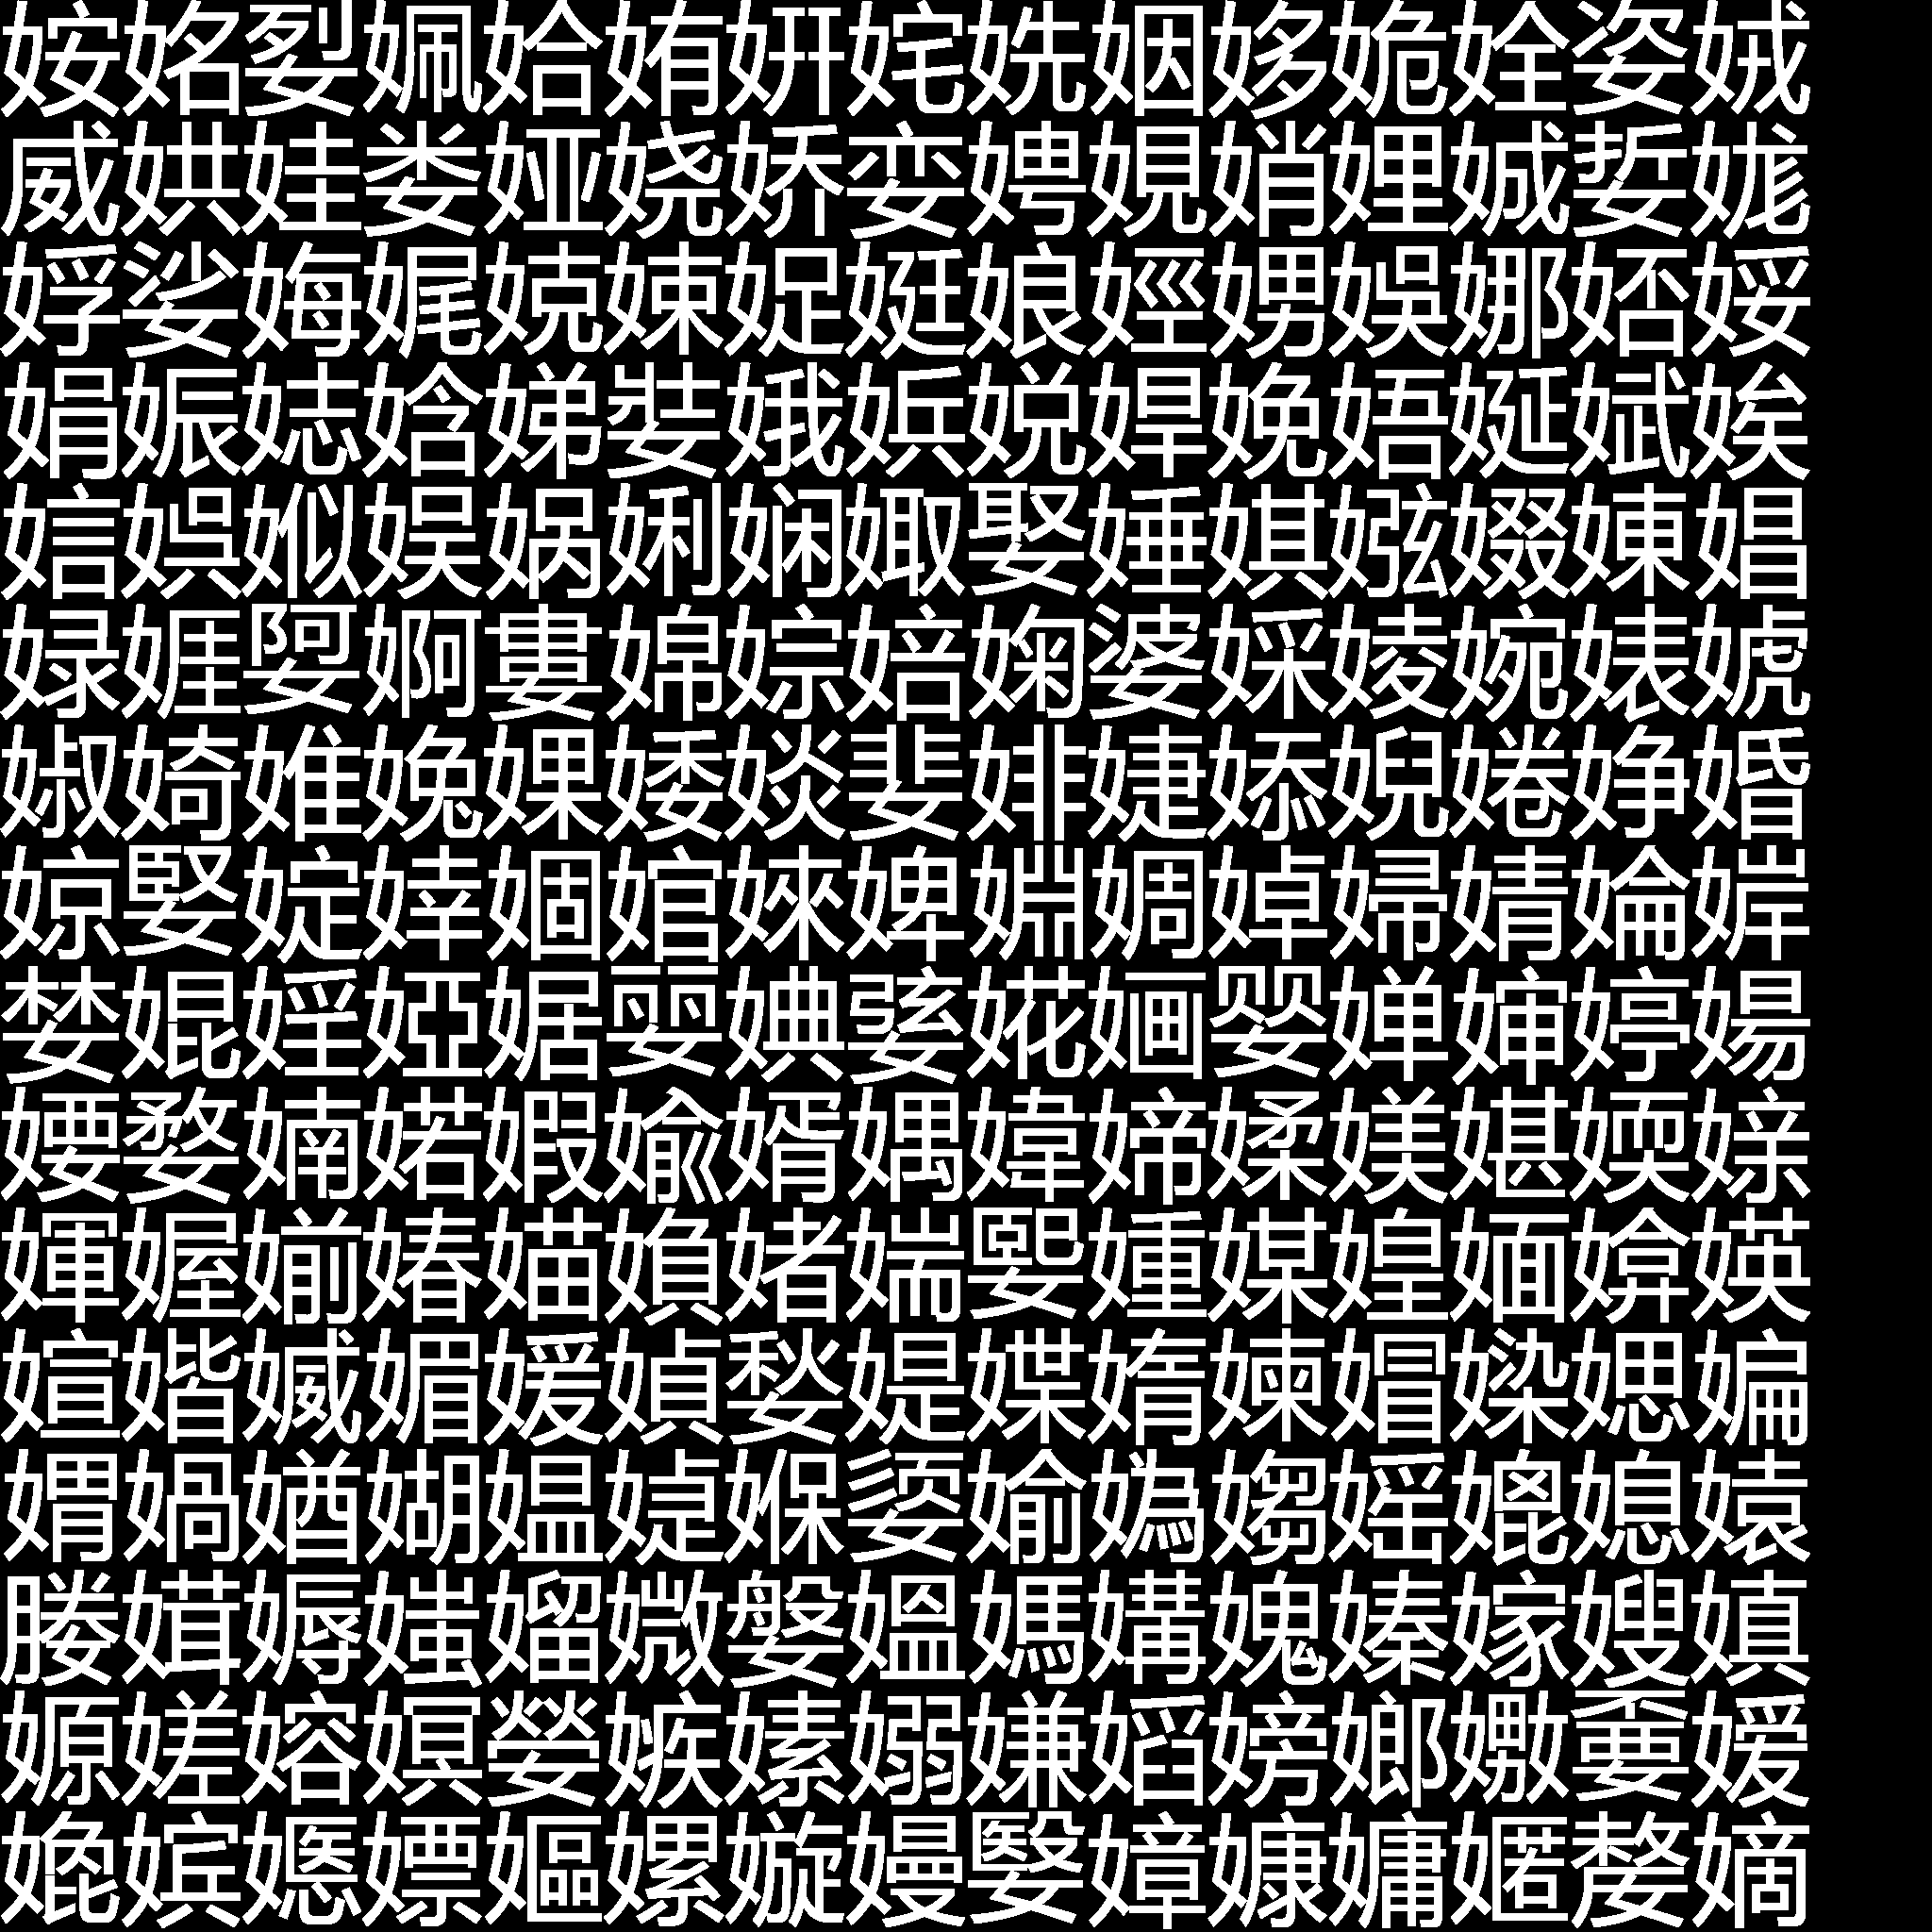 姲姳姴姵姶姷姸姹姺姻姼姽姾姿娀
威娂娃娄娅娆娇娈娉娊娋娌娍娎娏
娐娑娒娓娔娕娖娗娘娙娚娛娜娝娞
娟娠娡娢娣娤娥娦娧娨娩娪娫娬娭
娮娯娰娱娲娳娴娵娶娷娸娹娺娻娼
娽娾娿婀婁婂婃婄婅婆婇婈婉婊婋
婌婍婎婏婐婑婒婓婔婕婖婗婘婙婚
婛婜婝婞婟婠婡婢婣婤婥婦婧婨婩
婪婫婬婭婮婯婰婱婲婳婴婵婶婷婸
婹婺婻婼婽婾婿媀媁媂媃媄媅媆媇
媈媉媊媋媌媍媎媏媐媑媒媓媔媕媖
媗媘媙媚媛媜媝媞媟媠媡媢媣媤媥
媦媧媨媩媪媫媬媭媮媯媰媱媲媳媴
媵媶媷媸媹媺媻媼媽媾媿嫀嫁嫂嫃
嫄嫅嫆嫇嫈嫉嫊嫋嫌嫍嫎嫏嫐嫑嫒
嫓嫔嫕嫖嫗嫘嫙嫚嫛嫜嫝嫞嫟嫠嫡